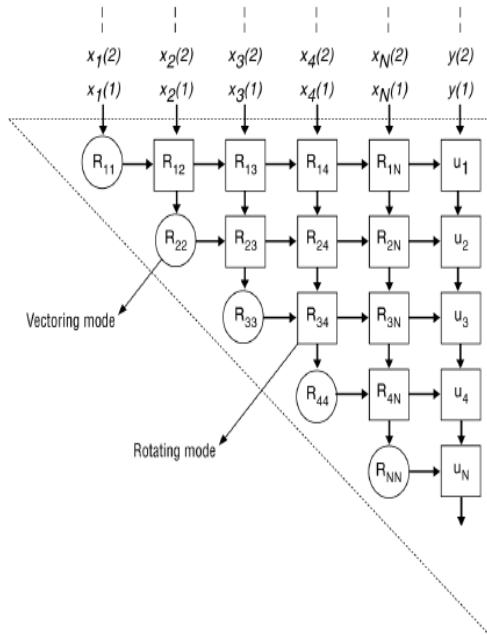 x1(2) x2(2) x3(2) x4(2) xN(2) y(2)
x1(1) x2(1) x3(1) x4(1) xN(1) y(1)
R11 R12 R13 R14 R1N u1
R22 R23 R24 R2N u2
Vectoring mode
R33 R34 R3N u3
R44 R4N u4
Rotating mode
RNN uN